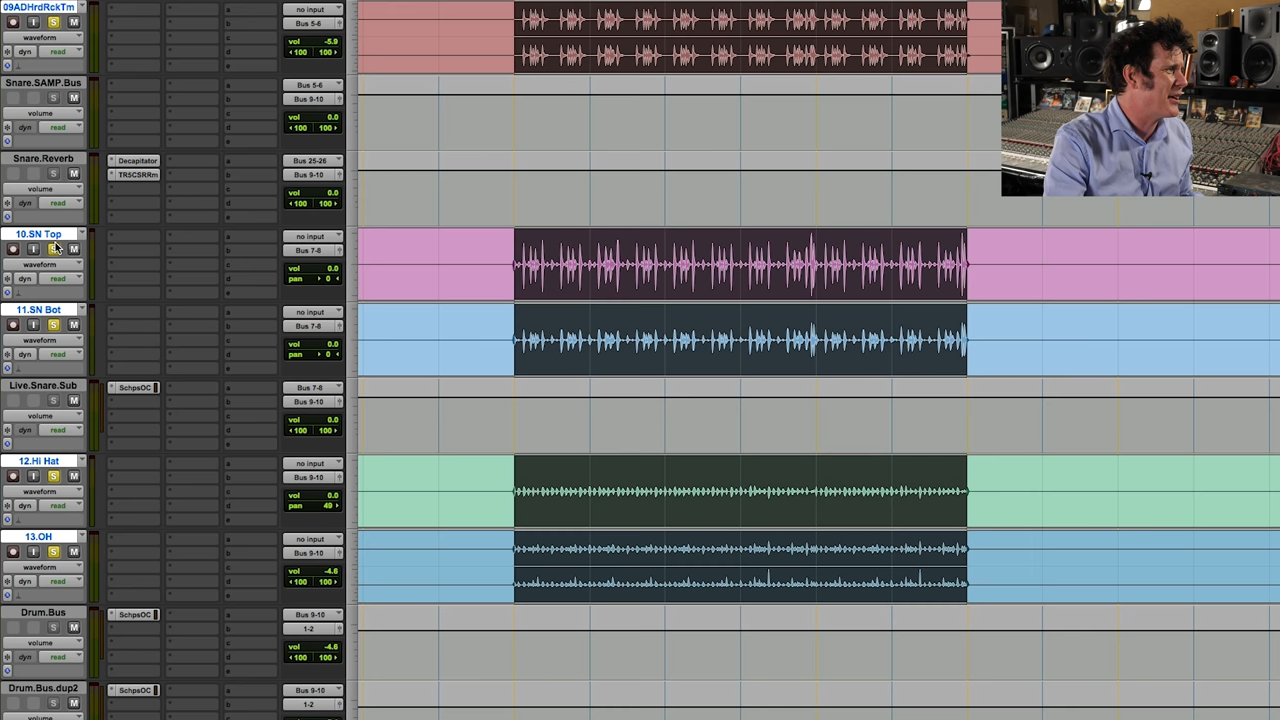 09ADHrdRckTm
I S M
waveform
dyn read
no input
Bus 5-6
vol -5.9
100 100
a
b
c
d
e
Snare.SAMP.Bus
S M
volume
dyn read
Bus 5-6
Bus 9-10
vol 0.0
100 100
a
b
c
d
e
Snare.Reverb
S M
volume
dyn read
Decapitator
TR5CSRRm
Bus 25-26
Bus 9-10
vol 0.0
100 100
a
b
c
d
e
10.SN Top
I S M
waveform
dyn read
no input
Bus 7-8
vol 0.0
pan 0
a
b
c
d
e
11.SN Bot
I S M
waveform
dyn read
no input
Bus 7-8
vol 0.0
pan 0
a
b
c
d
e
Live.Snare.Sub
S M
volume
dyn read
SchpsOC
Bus 7-8
Bus 9-10
vol 0.0
100 100
a
b
c
d
e
12.Hi Hat
I S M
waveform
dyn read
no input
Bus 9-10
vol 0.0
pan 49
a
b
c
d
e
13.OH
I S M
waveform
dyn read
no input
Bus 9-10
vol -4.6
100 100
a
b
c
d
e
Drum.Bus
S M
volume
dyn read
SchpsOC
Bus 9-10
1-2
vol -4.6
100 100
a
b
c
d
e
Drum.Bus.dup2
S M
volume
SchpsOC
Bus 9-10
1-2
a
b
c